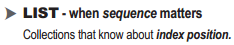 ➤ LIST - when sequence matters
Collections that know about index position.